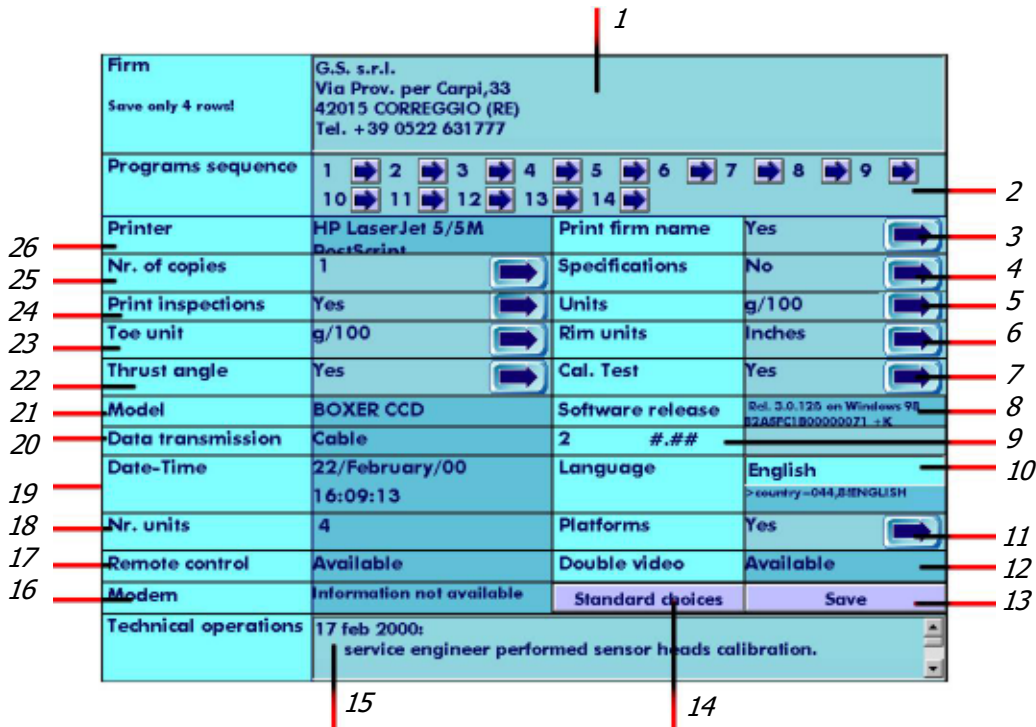 1
Firm
Save only 4 rows!
G.S. s.r.l.
Via Prov. per Carpi,33
42015 CORREGGIO (RE)
Tel. +39 0522 631777
Programs sequence
1 2 3 4 5 6 7 8 9
10 11 12 13 14
2
26
Printer
HP LaserJet 5/5M
PostScript
Print firm name
Yes
3
25
Nr. of copies
1
Specifications
No
4
24
Print inspections
Yes
Units
g/100
5
23
Toe unit
g/100
Rim units
Inches
6
22
Thrust angle
Yes
Cal. Test
Yes
7
21
Model
BOXER CCD
Software release
Rel. 3.0.126 on Windows 98
B2A5FC1B00000071 +K
8
20
Data transmission
Cable
2 #.##
9
19
Date-Time
22/February/00
16:09:13
Language
English
>country=044,8!ENGLISH
10
18
Nr. units
4
Platforms
Yes
11
17
Remote control
Available
Double video
Available
12
16
Modem
Information not available
Standard choices
Save
13
Technical operations
17 feb 2000:
service engineer performed sensor heads calibration.
15
14